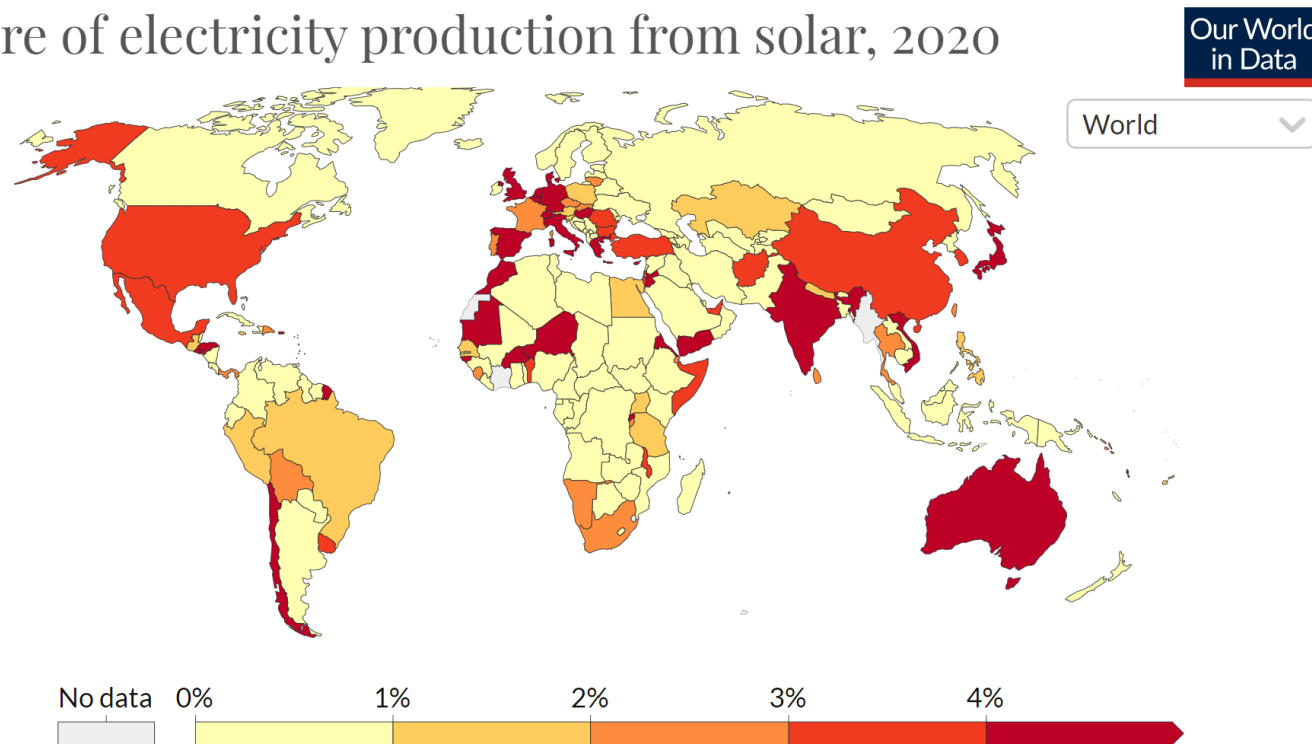 re of electricity production from solar, 2020
Our World
in Data
World
No data 0% 1% 2% 3% 4%